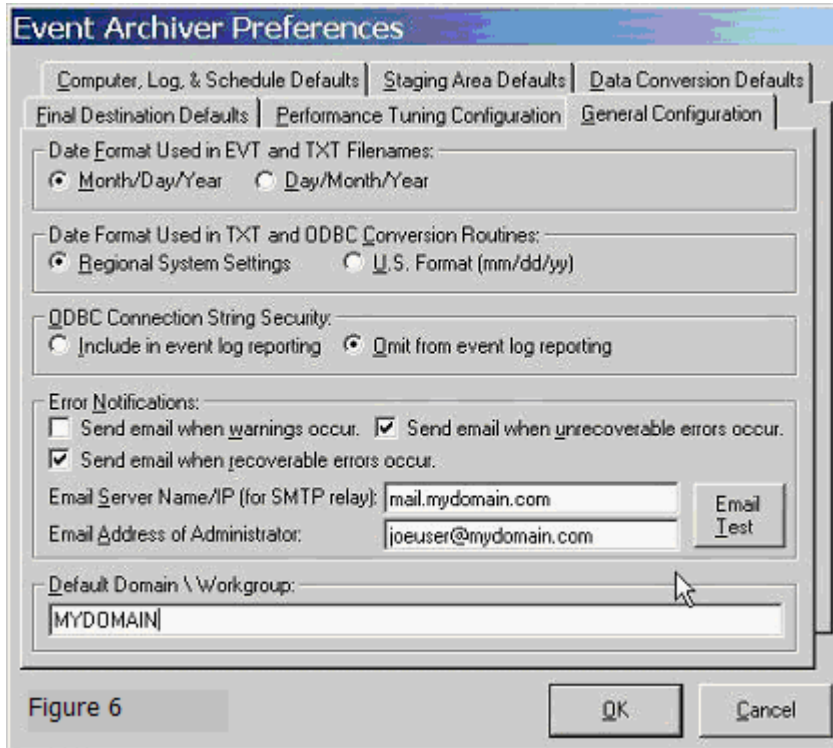 Event Archiver Preferences
Computer, Log, & Schedule Defaults Staging Area Defaults Data Conversion Defaults
Final Destination Defaults Performance Tuning Configuration General Configuration
Date Format Used in EVT and TXT Filenames:
Month/Day/Year Day/Month/Year
Date Format Used in TXT and ODBC Conversion Routines:
Regional System Settings U.S. Format (mm/dd/yy)
ODBC Connection String Security:
Include in event log reporting Omit from event log reporting
Error Notifications:
Send email when warnings occur. Send email when unrecoverable errors occur.
Send email when recoverable errors occur.
Email Server Name/IP (for SMTP relay): mail.mydomain.com
Email Address of Administrator: joeuser@mydomain.com
Email
Test
Default Domain \ Workgroup:
MYDOMAIN
Figure 6
OK Cancel